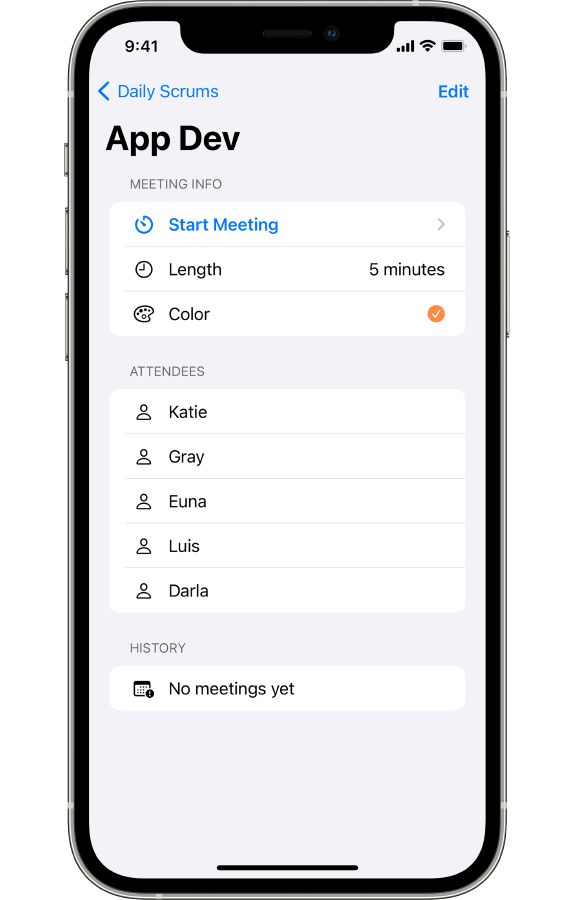 9:41
Daily Scrums
Edit
App Dev
MEETING INFO
Start Meeting
Length 5 minutes
Color
ATTENDEES
Katie
Gray
Euna
Luis
Darla
HISTORY
No meetings yet